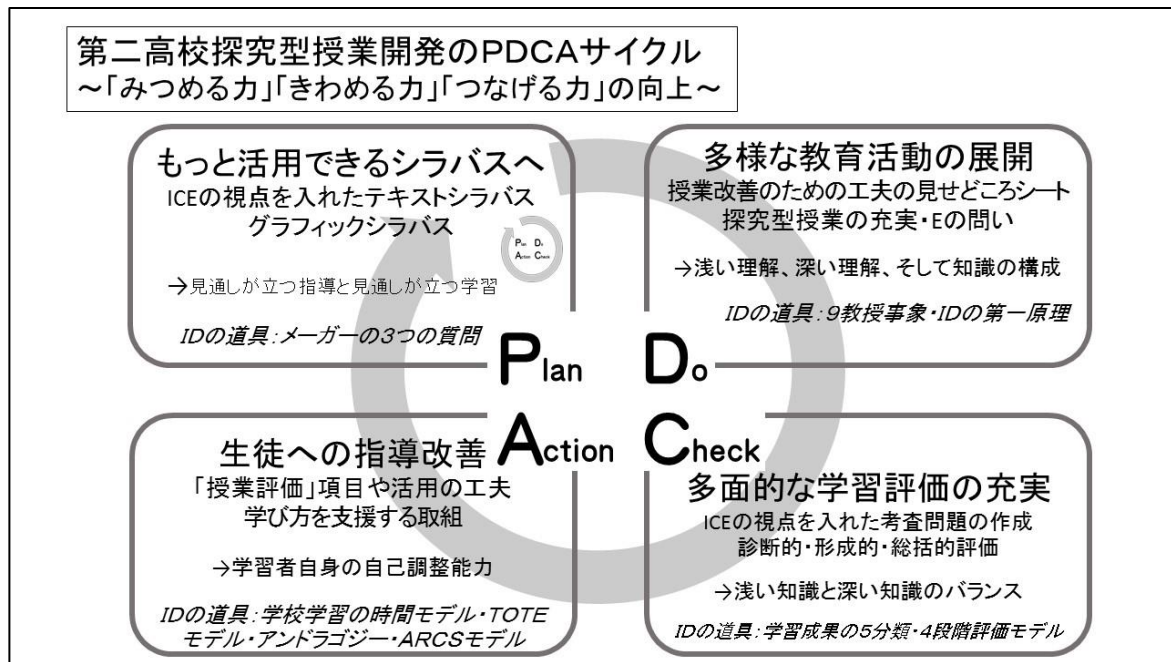 第二高校探究型授業開発のPDCAサイクル
～「みつめる力」「きわめる力」「つなげる力」の向上～
もっと活用できるシラバスへ
ICEの視点を入れたテキストシラバス
グラフィックシラバス
Plan Do
Action Check
→見通しが立つ指導と見通しが立つ学習
IDの道具：メーガーの3つの質問
Plan
多様な教育活動の展開
授業改善のための工夫の見せどころシート
探究型授業の充実・Eの問い
→浅い理解、深い理解、そして知識の構成
IDの道具：9教授事象・IDの第一原理
Do
生徒への指導改善
Action
「授業評価」項目や活用の工夫
学び方を支援する取組
→学習者自身の自己調整能力
IDの道具：学校学習の時間モデル・TOTE
モデル・アンドラゴジー・ARCSモデル
Check
多面的な学習評価の充実
ICEの視点を入れた考査問題の作成
診断的・形成的・総括的評価
→浅い知識と深い知識のバランス
IDの道具：学習成果の5分類・4段階評価モデル